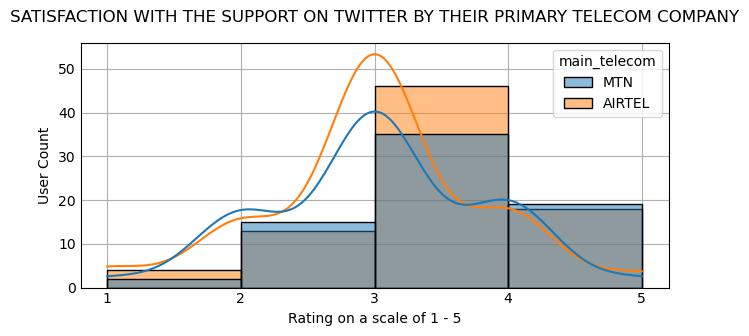 SATISFACTION WITH THE SUPPORT ON TWITTER BY THEIR PRIMARY TELECOM COMPANY
main_telecom
MTN
AIRTEL
User Count
50
40
30
20
10
0
1 2 3 4 5
Rating on a scale of 1 - 5